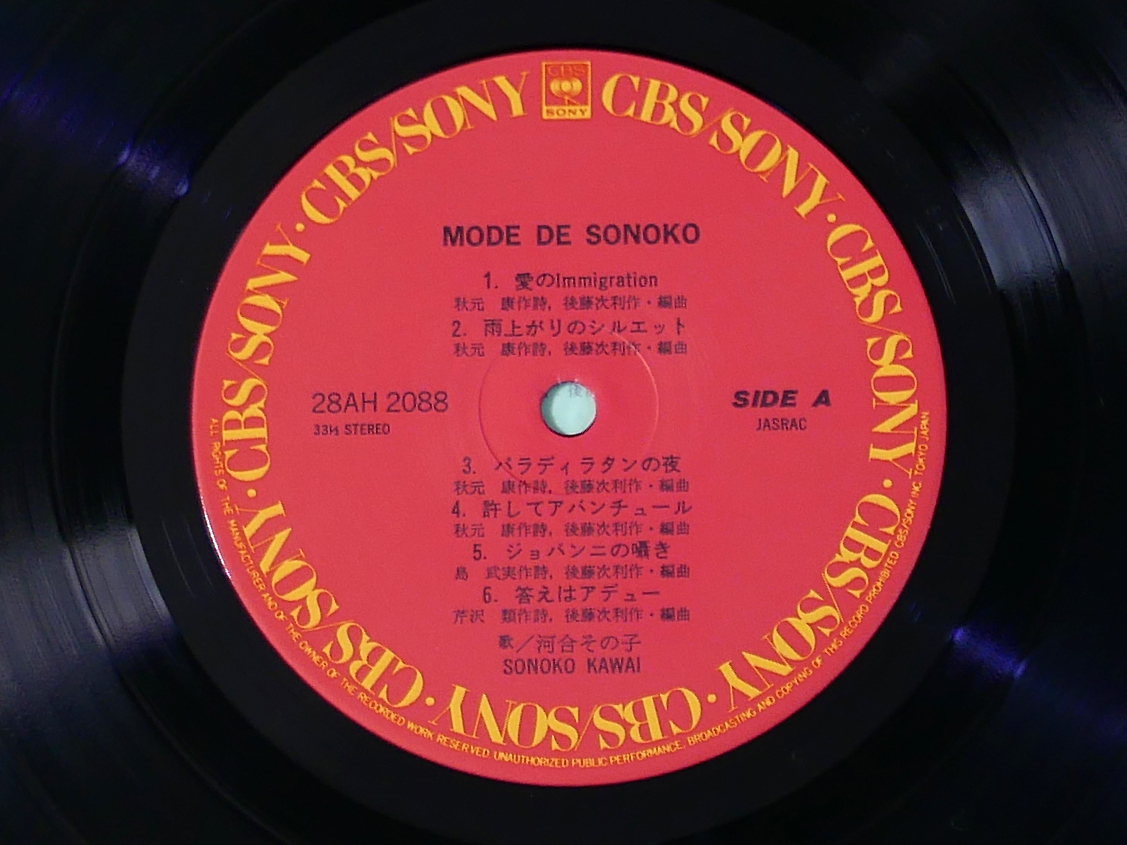 CBS/SONY · CBS/SONY · CBS/SONY · CBS/SONY · CBS/SONY · CBS/SONY · CBS/SONY · CBS/SONY · CBS/SONY
CBS
SONY
MODE DE SONOKO
1. 愛のImmigration
秋元 康作詩，後藤次利作・編曲
2. 雨上がりのシルエット
秋元 康作詩，後藤次利作・編曲
28AH 2088
33⅓ STEREO
SIDE A
JASRAC
3. パラディラタンの夜
秋元 康作詩，後藤次利作・編曲
4. 許してアバンチュール
秋元 康作詩，後藤次利作・編曲
5. ジョバンニの囁き
島 武実作詩，後藤次利作・編曲
6. 答えはアデュー
芹沢 類作詩，後藤次利作・編曲
歌／河合その子
SONOKO KAWAI
ALL RIGHTS OF THE MANUFACTURER AND OF THE OWNER OF THE RECORDED WORK RESERVED. UNAUTHORIZED PUBLIC PERFORMANCE, BROADCASTING AND COPYING OF THIS RECORD PROHIBITED. CBS/SONY INC. TOKYO JAPAN